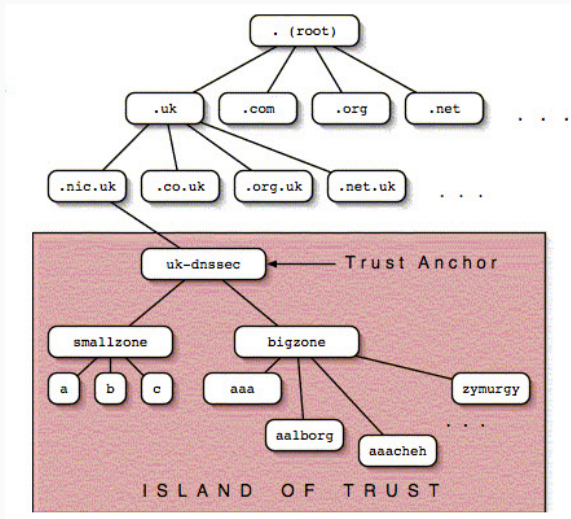 . (root)
.uk .com .org .net . . .
.nic.uk .co.uk .org.uk .net.uk . . .
uk-dnssec Trust Anchor
smallzone bigzone
a b c aaa zymurgy
. . .
aalborg
aaacheh
ISLAND OF TRUST